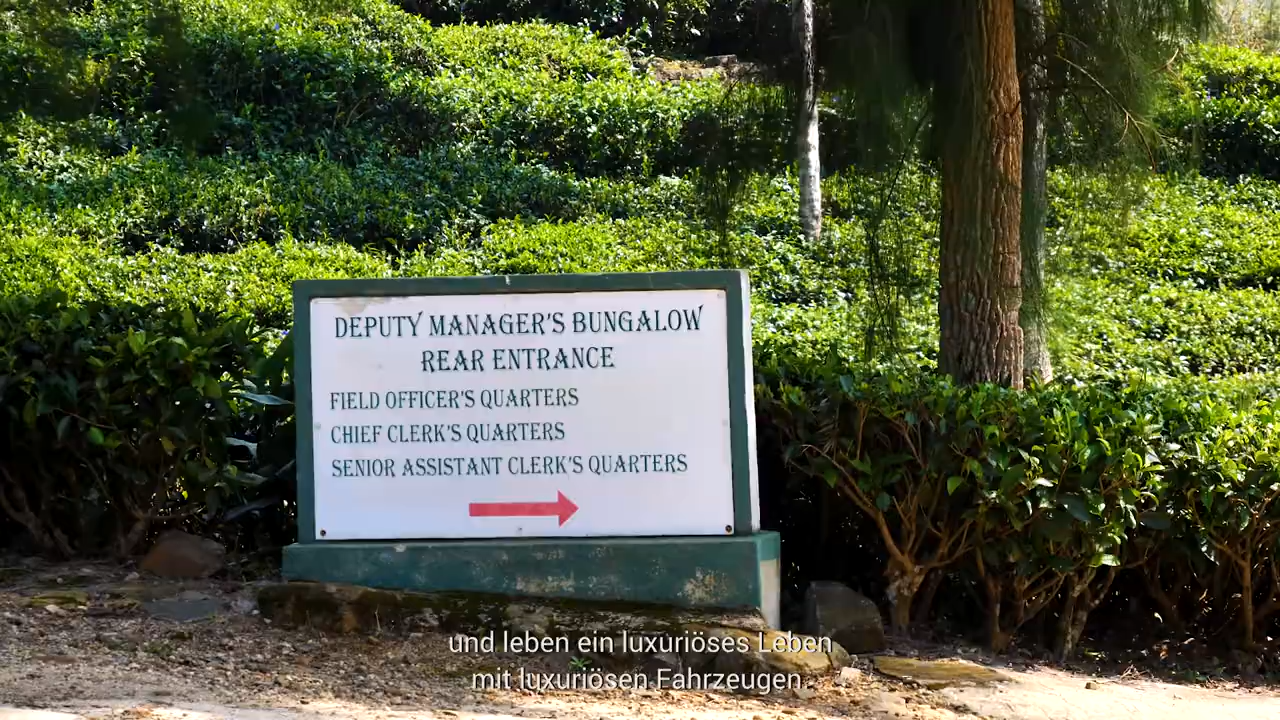 DEPUTY MANAGER'S BUNGALOW
REAR ENTRANCE
FIELD OFFICER'S QUARTERS
CHIEF CLERK'S QUARTERS
SENIOR ASSISTANT CLERK'S QUARTERS
und leben ein luxuriöses Leben
mit luxuriösen Fahrzeugen.